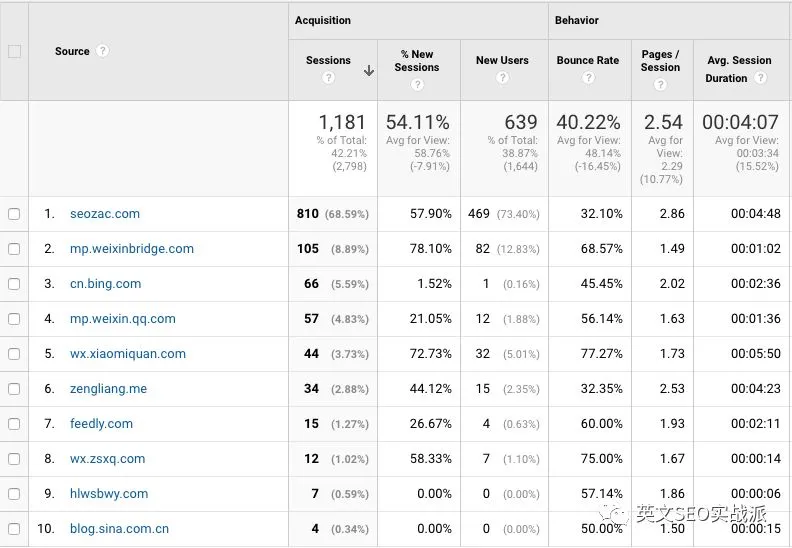 Acquisition Behavior
Source ? Sessions ? % New Sessions ? New Users ? Bounce Rate ? Pages / Session ? Avg. Session Duration ?
1,181 54.11% 639 40.22% 2.54 00:04:07
% of Total: 42.21% (2,798) Avg for View: 58.76% (-7.91%) % of Total: 38.87% (1,644) Avg for View: 48.14% (-16.45%) Avg for View: 2.29 (10.77%) Avg for View: 00:03:34 (15.52%)
1. seozac.com 810 (68.59%) 57.90% 469 (73.40%) 32.10% 2.86 00:04:48
2. mp.weixinbridge.com 105 (8.89%) 78.10% 82 (12.83%) 68.57% 1.49 00:01:02
3. cn.bing.com 66 (5.59%) 1.52% 1 (0.16%) 45.45% 2.02 00:02:36
4. mp.weixin.qq.com 57 (4.83%) 21.05% 12 (1.88%) 56.14% 1.63 00:01:36
5. wx.xiaomiquan.com 44 (3.73%) 72.73% 32 (5.01%) 77.27% 1.73 00:05:50
6. zengliang.me 34 (2.88%) 44.12% 15 (2.35%) 32.35% 2.53 00:04:23
7. feedly.com 15 (1.27%) 26.67% 4 (0.63%) 60.00% 1.93 00:02:11
8. wx.zsxq.com 12 (1.02%) 58.33% 7 (1.10%) 75.00% 1.67 00:00:14
9. hlwsbwy.com 7 (0.59%) 0.00% 0 (0.00%) 57.14% 1.86 00:00:06
英文SEO实战派
10. blog.sina.com.cn 4 (0.34%) 0.00% 0 (0.00%) 50.00% 1.50 00:00:15